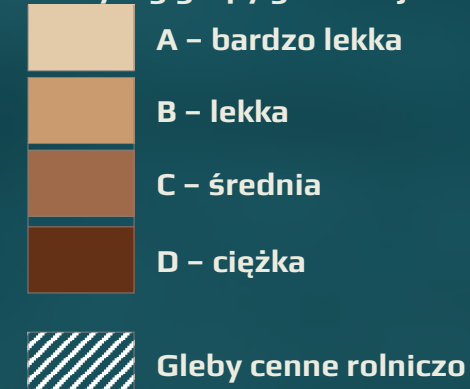 A – bardzo lekka
B – lekka
C – średnia
D – ciężka
Gleby cenne rolniczo